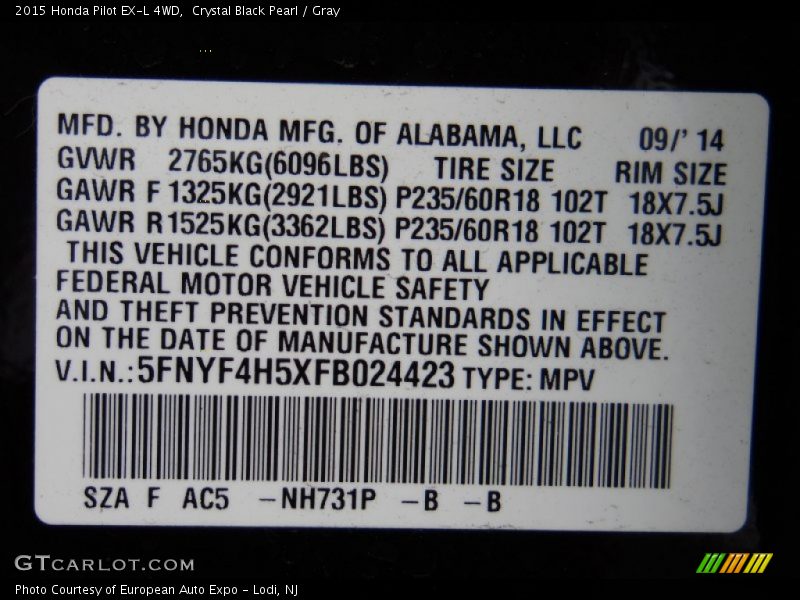 2015 Honda Pilot EX-L 4WD,  Crystal Black Pearl / Gray
MFD. BY HONDA MFG. OF ALABAMA, LLC 09/' 14
GVWR 2765KG(6096LBS) TIRE SIZE RIM SIZE
GAWR F 1325KG(2921LBS) P235/60R18 102T 18X7.5J
GAWR R1525KG(3362LBS) P235/60R18 102T 18X7.5J
THIS VEHICLE CONFORMS TO ALL APPLICABLE
FEDERAL MOTOR VEHICLE SAFETY
AND THEFT PREVENTION STANDARDS IN EFFECT
ON THE DATE OF MANUFACTURE SHOWN ABOVE.
V.I.N.:5FNYF4H5XFB024423 TYPE: MPV
SZA F AC5 -NH731P -B -B
GTCARLOT.COM
Photo Courtesy of European Auto Expo - Lodi, NJ